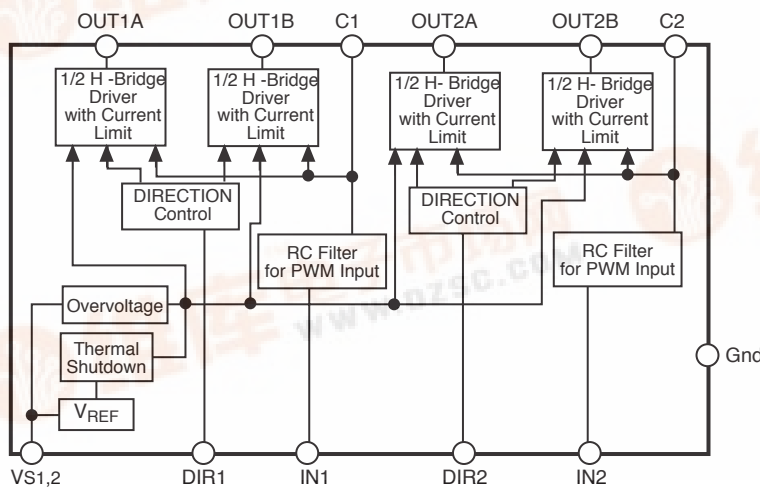 OUT1A OUT1B C1 OUT2A OUT2B C2
1/2 H -Bridge
Driver
with Current
Limit
1/2 H -Bridge
Driver
with Current
Limit
1/2 H- Bridge
Driver
with Current
Limit
1/2 H- Bridge
Driver
with Current
Limit
DIRECTION
Control
DIRECTION
Control
RC Filter
for PWM Input
RC Filter
for PWM Input
Overvoltage
Thermal
Shutdown
VREF
Gnd
VS1,2 DIR1 IN1 DIR2 IN2
WWW.DZSC.COM